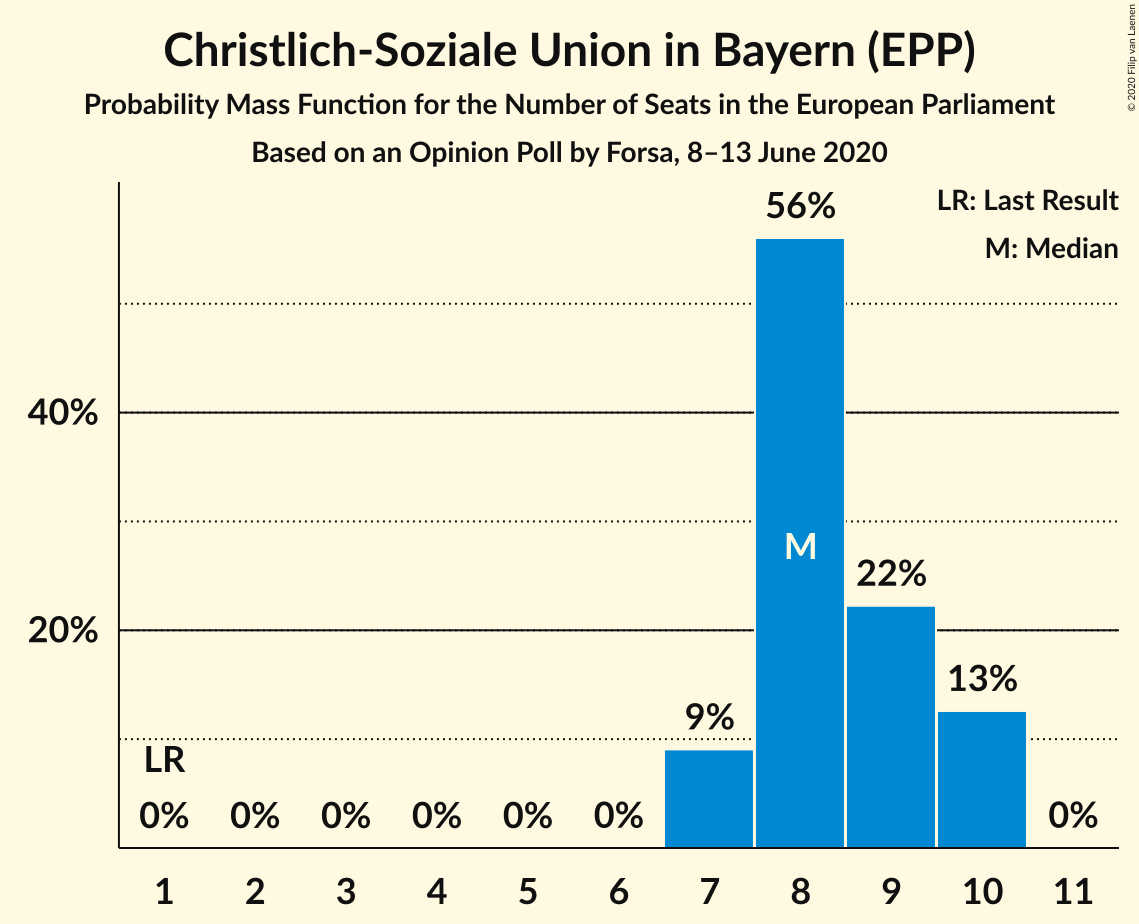 Christlich-Soziale Union in Bayern (EPP)
Probability Mass Function for the Number of Seats in the European Parliament
Based on an Opinion Poll by Forsa, 8–13 June 2020
© 2020 Filip van Laenen
LR: Last Result
M: Median
56%
40%
M
22%
20%
13%
9%
LR
0% 0% 0% 0% 0% 0% 0%
1 2 3 4 5 6 7 8 9 10 11